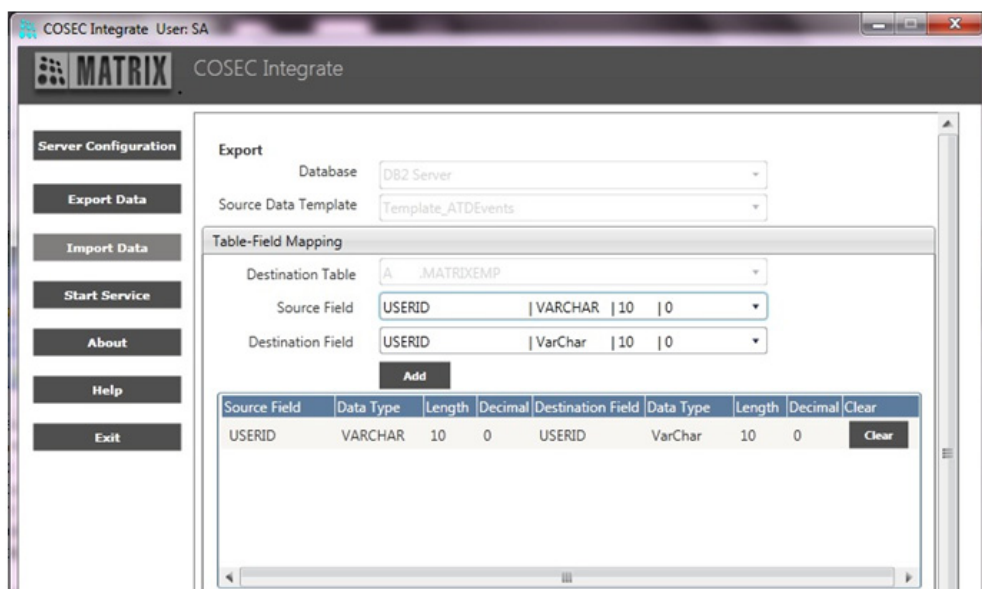 COSEC Integrate User: SA
MATRIX COSEC Integrate
Server Configuration
Export Data
Import Data
Start Service
About
Help
Exit
Export
Database DB2 Server
Source Data Template Template_ATDEvents
Table-Field Mapping
Destination Table A .MATRIXEMP
Source Field USERID | VARCHAR | 10 | 0
Destination Field USERID | VarChar | 10 | 0
Add
Source Field Data Type Length Decimal Destination Field Data Type Length Decimal Clear
USERID VARCHAR 10 0 USERID VarChar 10 0 Clear